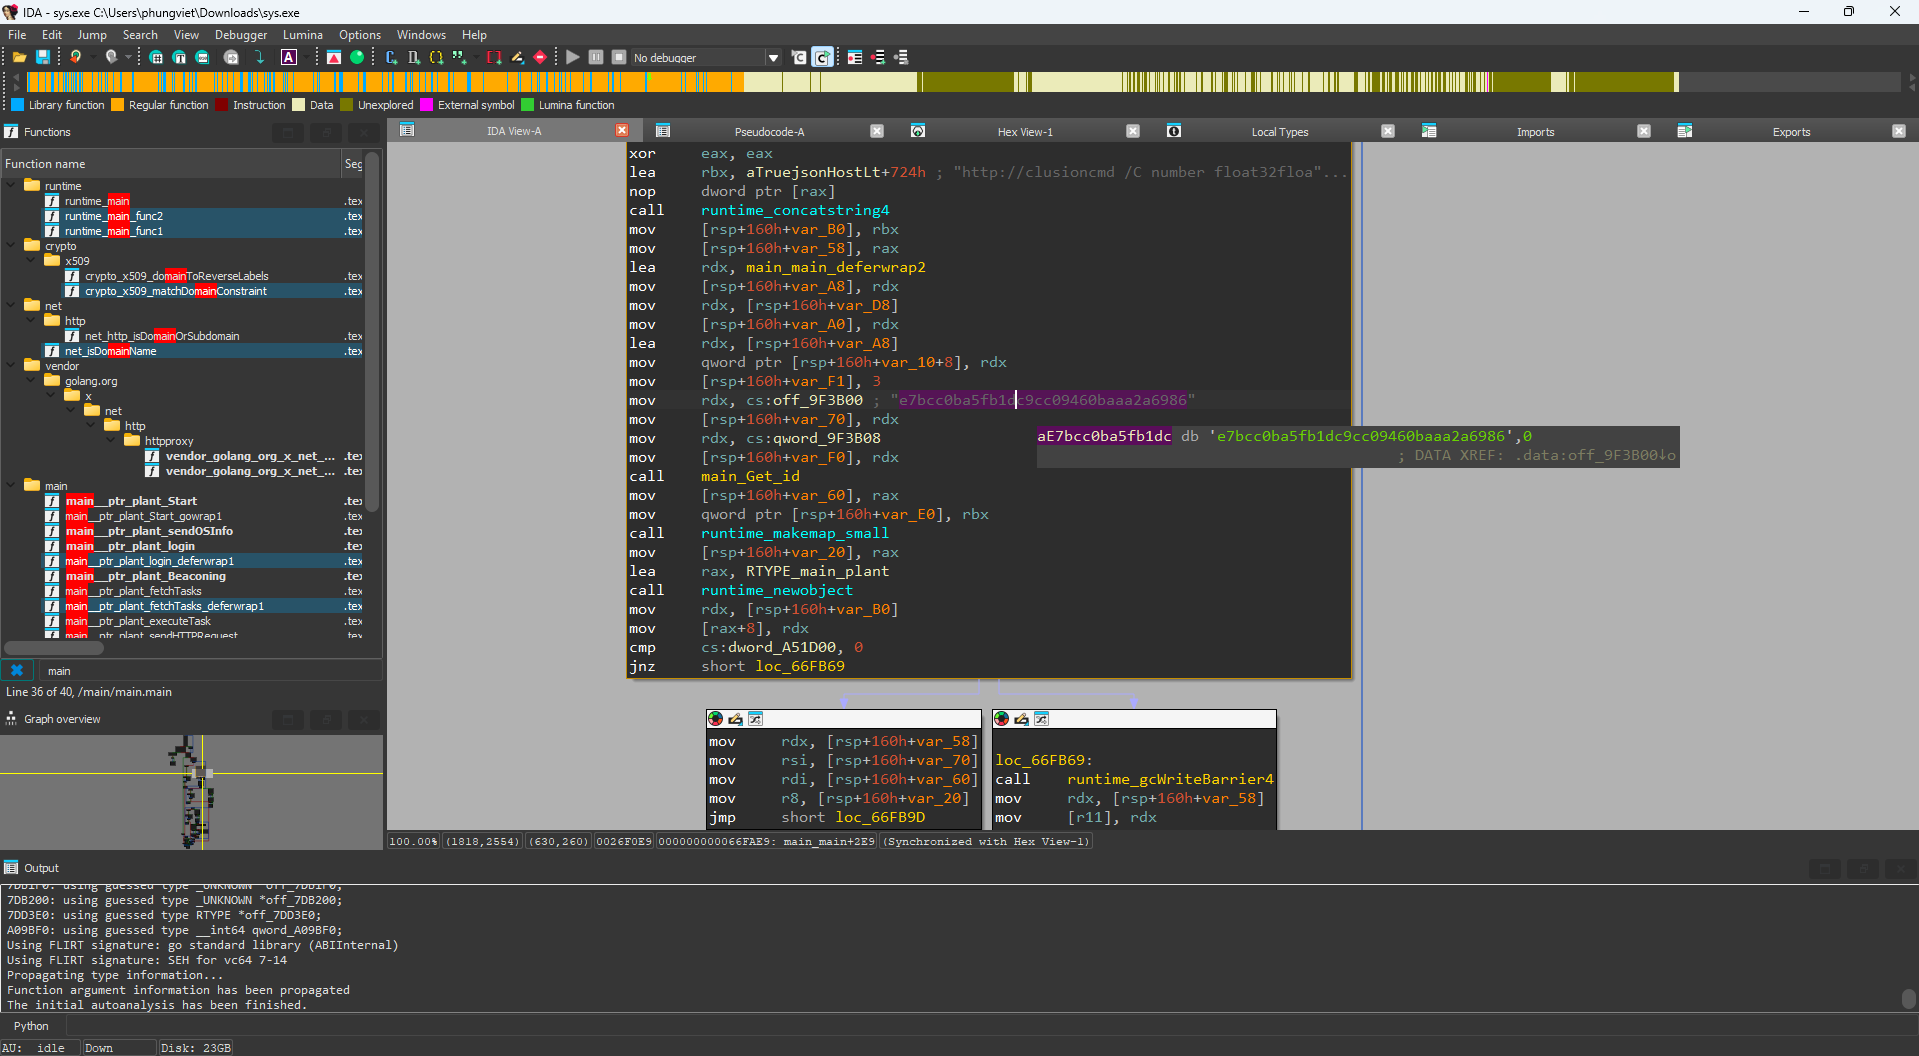 IDA - sys.exe C:\Users\phungviet\Downloads\sys.exe
File Edit Jump Search View Debugger Lumina Options Windows Help
No debugger
Library function Regular function Instruction Data Unexplored External symbol Lumina function
Functions
Function name Seg
runtime
runtime_main .tex
runtime_main_func2 .tex
runtime_main_func1 .tex
crypto
x509
crypto_x509_domainToReverseLabels .tex
crypto_x509_matchDomainConstraint .tex
net
http
net_http_isDomainOrSubdomain .tex
net_isDomainName .tex
vendor
golang.org
x
net
http
httpproxy
vendor_golang_org_x_net_... .tex
vendor_golang_org_x_net_... .tex
main
main__ptr_plant_Start .tex
main__ptr_plant_Start_gowrap1 .tex
main__ptr_plant_sendOSInfo .tex
main__ptr_plant_login .tex
main__ptr_plant_login_deferwrap1 .tex
main__ptr_plant_Beaconing .tex
main__ptr_plant_fetchTasks .tex
main__ptr_plant_fetchTasks_deferwrap1 .tex
main__ptr_plant_executeTask .tex
main__ptr_plant_sendHTTPRequest .tex
main
Line 36 of 40, /main/main.main
Graph overview
IDA View-A Pseudocode-A Hex View-1 Local Types Imports Exports
xor eax, eax
lea rbx, aTruejsonHostLt+724h ; "http://clusioncmd /C number float32floa"...
nop dword ptr [rax]
call runtime_concatstring4
mov [rsp+160h+var_B0], rbx
mov [rsp+160h+var_58], rax
lea rdx, main_main_deferwrap2
mov [rsp+160h+var_A8], rdx
mov rdx, [rsp+160h+var_D8]
mov [rsp+160h+var_A0], rdx
lea rdx, [rsp+160h+var_A8]
mov qword ptr [rsp+160h+var_10+8], rdx
mov [rsp+160h+var_F1], 3
mov rdx, cs:off_9F3B00 ; "e7bcc0ba5fb1dc9cc09460baaa2a6986"
mov [rsp+160h+var_70], rdx
mov rdx, cs:qword_9F3B08
mov [rsp+160h+var_F0], rdx
call main_Get_id
mov [rsp+160h+var_60], rax
mov qword ptr [rsp+160h+var_E0], rbx
call runtime_makemap_small
mov [rsp+160h+var_20], rax
lea rax, RTYPE_main_plant
call runtime_newobject
mov rdx, [rsp+160h+var_B0]
mov [rax+8], rdx
cmp cs:dword_A51D00, 0
jnz short loc_66FB69
aE7bcc0ba5fb1dc db 'e7bcc0ba5fb1dc9cc09460baaa2a6986',0
; DATA XREF: .data:off_9F3B00↓o
mov rdx, [rsp+160h+var_58]
mov rsi, [rsp+160h+var_70]
mov rdi, [rsp+160h+var_60]
mov r8, [rsp+160h+var_20]
jmp short loc_66FB9D
loc_66FB69:
call runtime_gcWriteBarrier4
mov rdx, [rsp+160h+var_58]
mov [r11], rdx
100.00% (1818,2554) (630,260) 0026F0E9 000000000066FAE9: main_main+2E9 (Synchronized with Hex View-1)
Output
7DB1F0: using guessed type _UNKNOWN *off_7DB1F0;
7DB200: using guessed type _UNKNOWN *off_7DB200;
7DD3E0: using guessed type RTYPE *off_7DD3E0;
A09BF0: using guessed type __int64 qword_A09BF0;
Using FLIRT signature: go standard library (ABIInternal)
Using FLIRT signature: SEH for vc64 7-14
Propagating type information...
Function argument information has been propagated
The initial autoanalysis has been finished.
Python
AU: idle Down Disk: 23GB